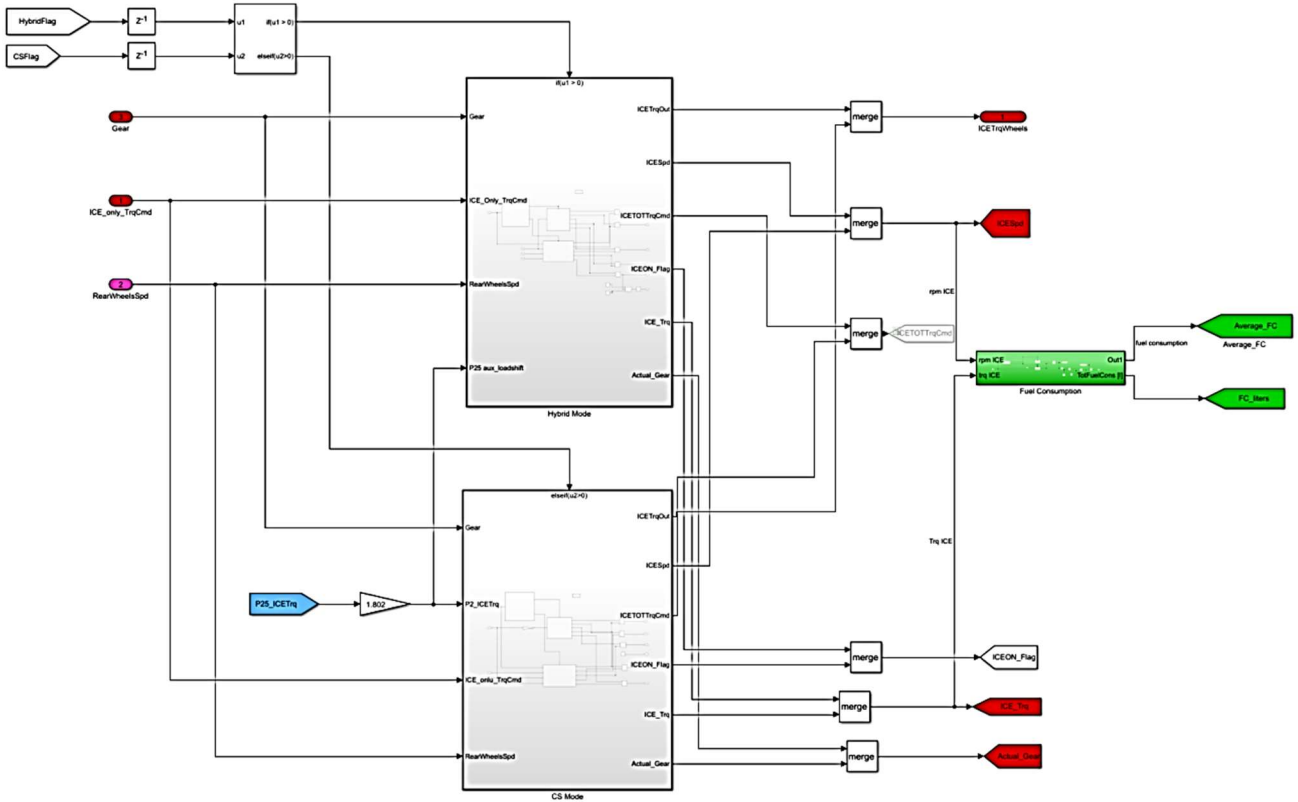 HybridFlag
Z-1
u1
if(u1 > 0)
CSFlag
Z-1
u2
elseif(u2>0)
if(u1 > 0)
Gear
Gear
ICETrqOut
merge
1
ICETrqWheels
ICESpd
ICE_only_TrqCmd
ICE_Only_TrqCmd
ICETOTTrqCmd
merge
ICESpd
ICEON_Flag
2
RearWheelsSpd
RearWheelsSpd
rpm ICE
ICE_Trq
merge
ICETOTTrqCmd
Average_FC
Average_FC
fuel consumption
P25 aux_loadshift
Actual_Gear
rpm ICE
Out1
trq ICE
TotFuelCons [l]
Fuel Consumption
FC_liters
Hybrid Mode
elseif(u2>0)
Gear
ICETrqOut
Trq ICE
ICESpd
P25_ICETrq
1.802
P2_ICETrq
ICETOTTrqCmd
ICEON_Flag
merge
ICEON_Flag
ICE_onlu_TrqCmd
ICE_Trq
merge
ICE_Trq
RearWheelsSpd
Actual_Gear
merge
Actual_Gear
CS Mode